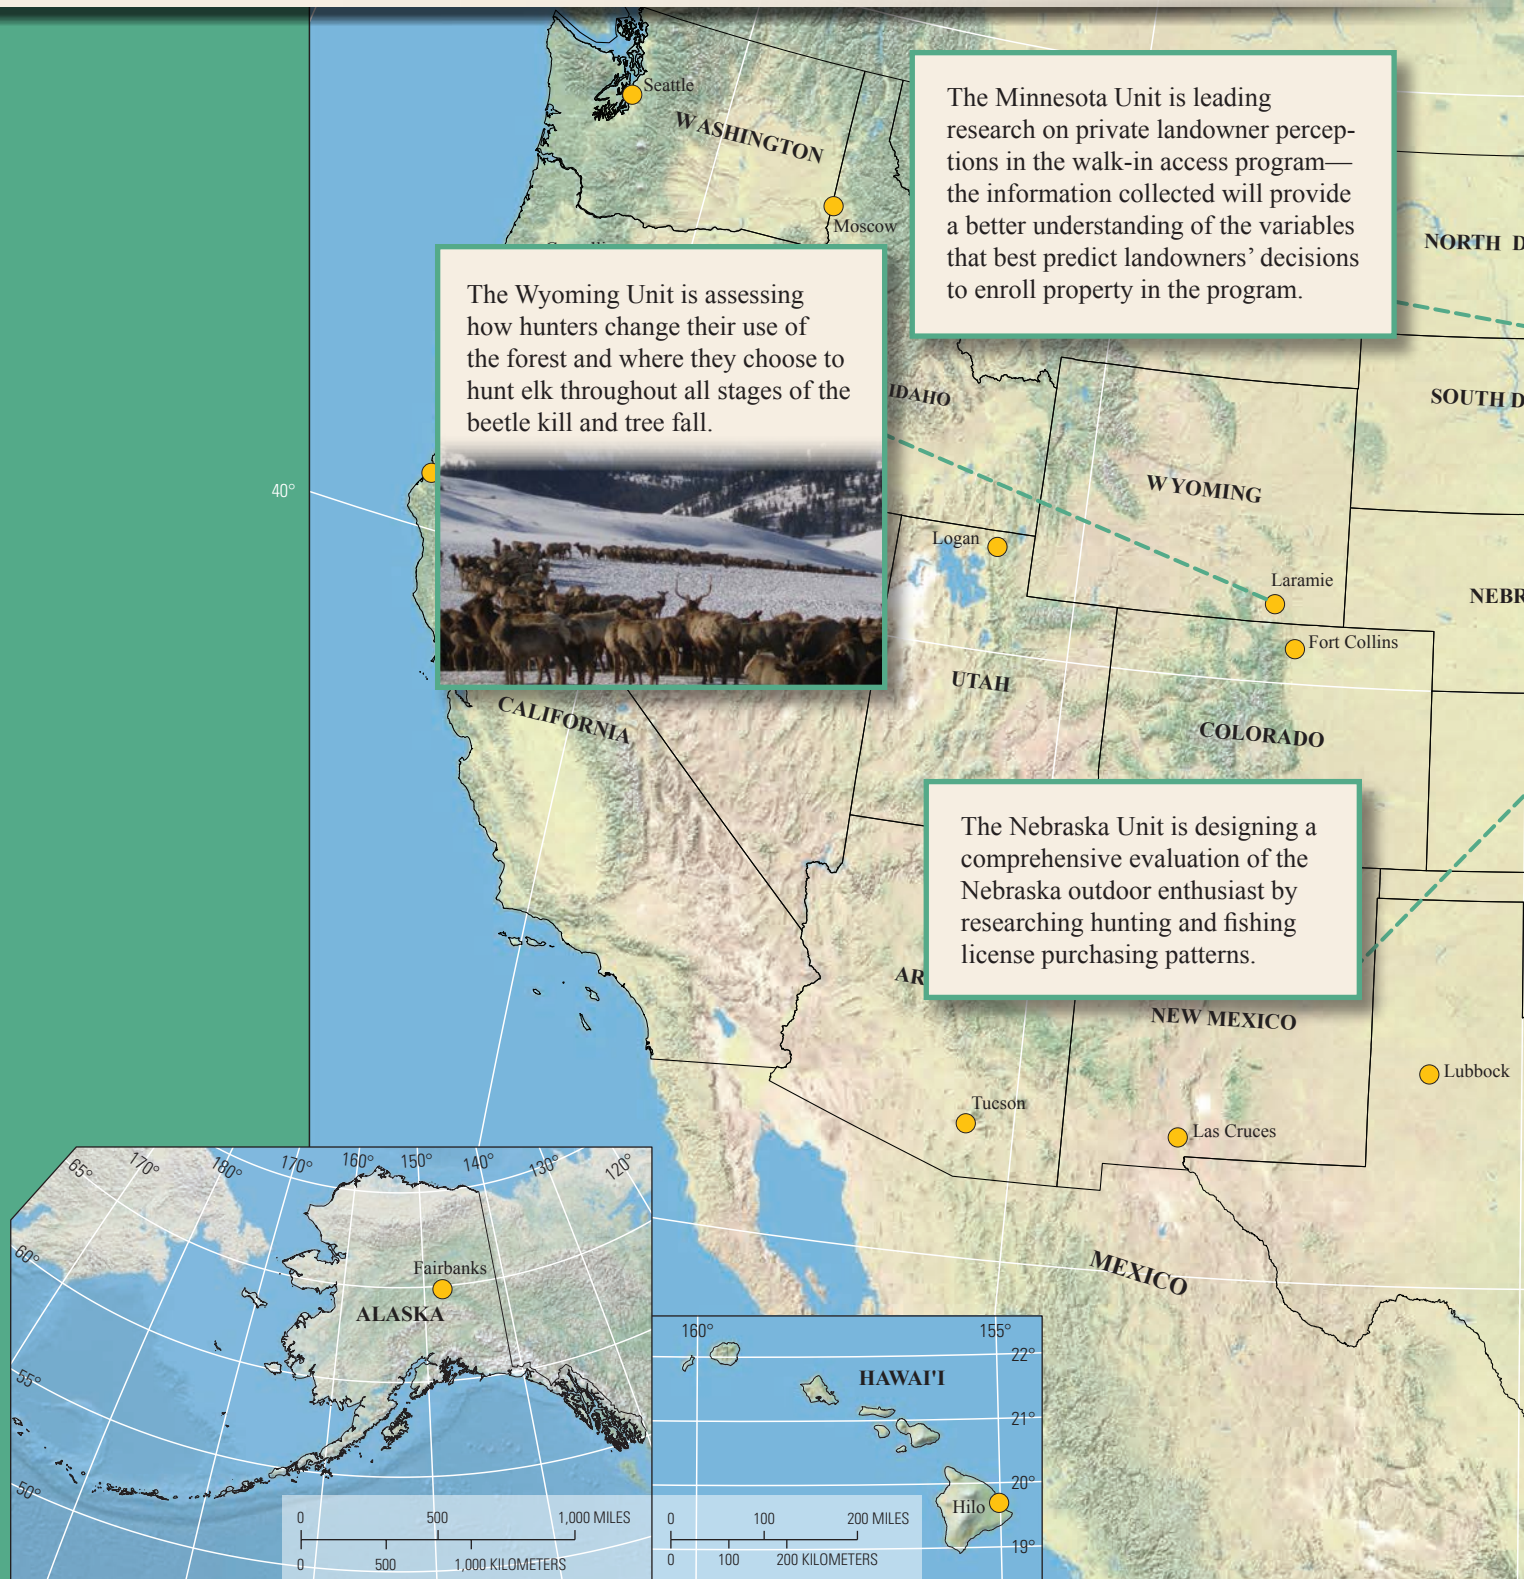 Seattle
WASHINGTON
Moscow
The Minnesota Unit is leading
research on private landowner percep-
tions in the walk-in access program—
the information collected will provide
a better understanding of the variables
that best predict landowners’ decisions
to enroll property in the program.
NORTH D
The Wyoming Unit is assessing
how hunters change their use of
the forest and where they choose to
hunt elk throughout all stages of the
beetle kill and tree fall.
IDAHO
SOUTH D
WYOMING
40°
Logan
Laramie
NEBR
Fort Collins
UTAH
CALIFORNIA
COLORADO
The Nebraska Unit is designing a
comprehensive evaluation of the
Nebraska outdoor enthusiast by
researching hunting and fishing
license purchasing patterns.
AR
NEW MEXICO
Lubbock
Tucson
Las Cruces
MEXICO
65°
170°
180°
170°
160°
150°
140°
130°
120°
60°
Fairbanks
ALASKA
55°
50°
0 500 1,000 MILES
0 500 1,000 KILOMETERS
160°
155°
22°
HAWAI'I
21°
20°
Hilo
19°
0 100 200 MILES
0 100 200 KILOMETERS